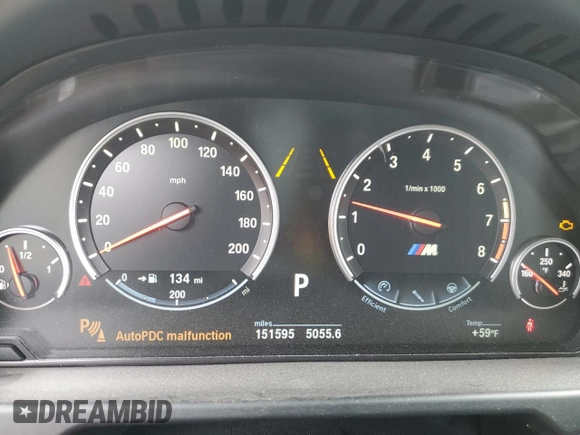 0 20 40 60 80 100 120 140 160 180 200
mph
0 1 2 3 4 5 6 7 8
1/min x 1000
M
1/2 1
0 → 134 mi
200
mi
P
Efficient Comfort
160 250 340
°F
AutoPDC malfunction
miles
151595 5055.6
Temp
+59°F
DREAMBID